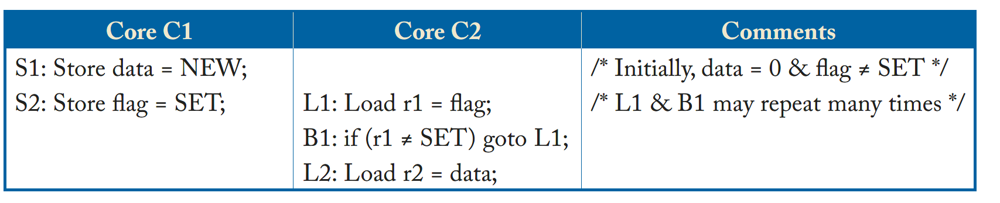 Core C1 Core C2 Comments
S1: Store data = NEW; /* Initially, data = 0 & flag ≠ SET */
S2: Store flag = SET; L1: Load r1 = flag; /* L1 & B1 may repeat many times */
B1: if (r1 ≠ SET) goto L1;
L2: Load r2 = data;